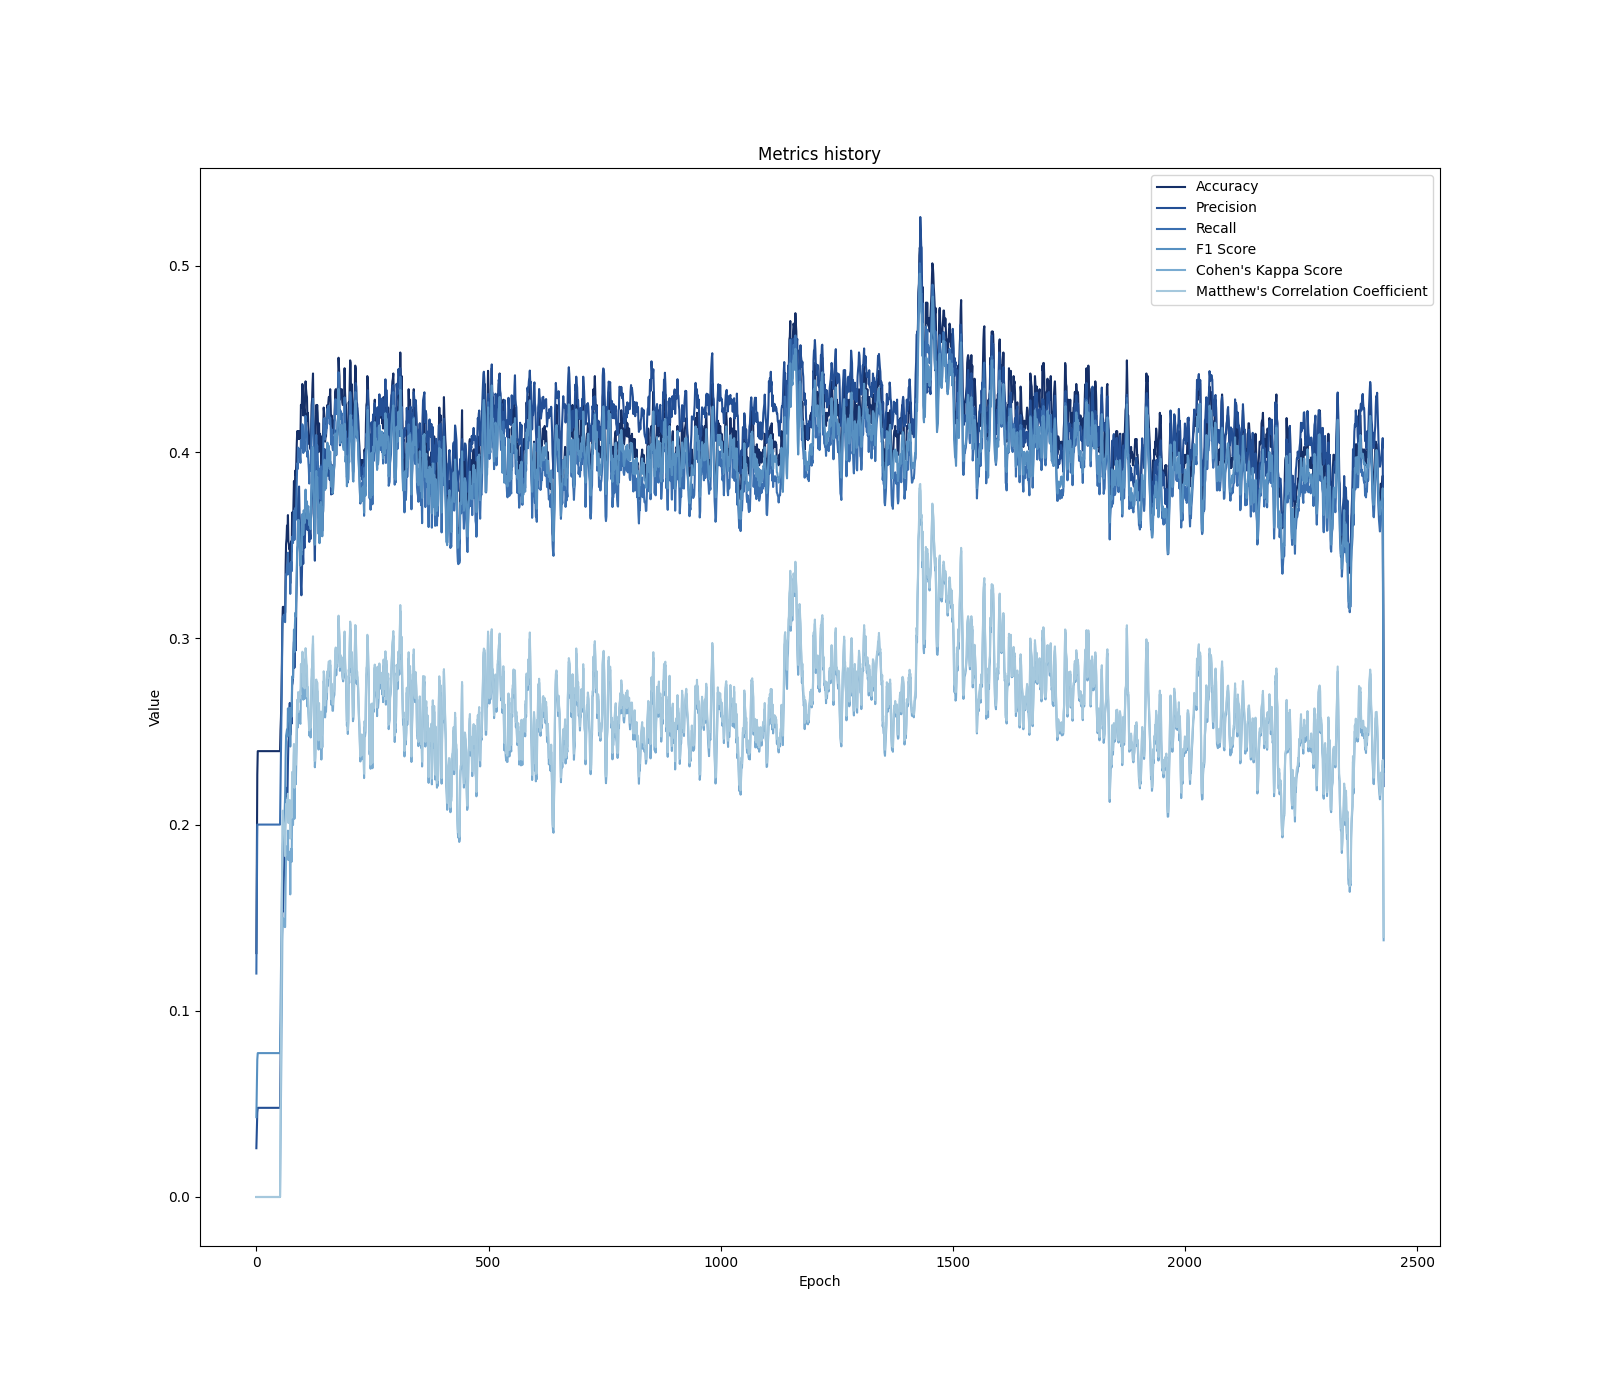 Metrics history
Accuracy
Precision
Recall
F1 Score
Cohen's Kappa Score
Matthew's Correlation Coefficient
0.5
0.4
0.3
0.2
0.1
0.0
Value
0 500 1000 1500 2000 2500
Epoch